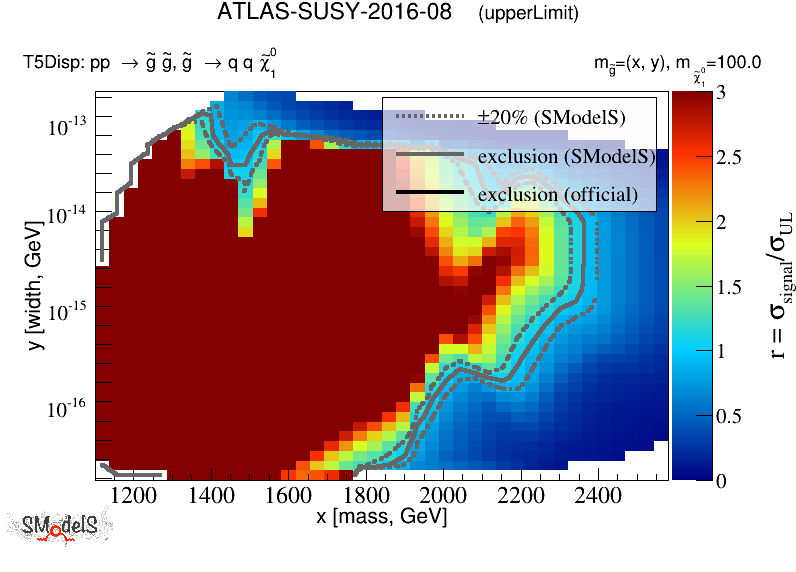 ATLAS-SUSY-2016-08 (upperLimit)
T5Disp: pp → g̃ g̃, g̃ → q q χ̃₁⁰
m_g̃=(x, y), m_χ̃₁⁰=100.0
±20% (SModelS)
exclusion (SModelS)
exclusion (official)
10⁻¹³
10⁻¹⁴
10⁻¹⁵
10⁻¹⁶
y [width, GeV]
1200 1400 1600 1800 2000 2200 2400
x [mass, GeV]
3
2.5
2
1.5
1
0.5
0
r = σ_signal/σ_UL
SModelS